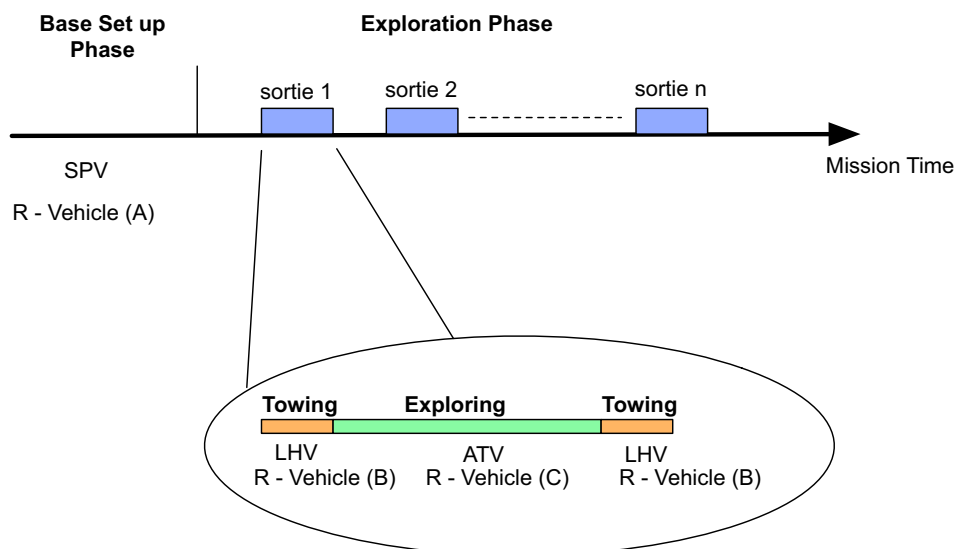 Base Set up
Phase
Exploration Phase
sortie 1
sortie 2
sortie n
Mission Time
SPV
R - Vehicle (A)
Towing
Exploring
Towing
LHV
ATV
LHV
R - Vehicle (B)
R - Vehicle (C)
R - Vehicle (B)